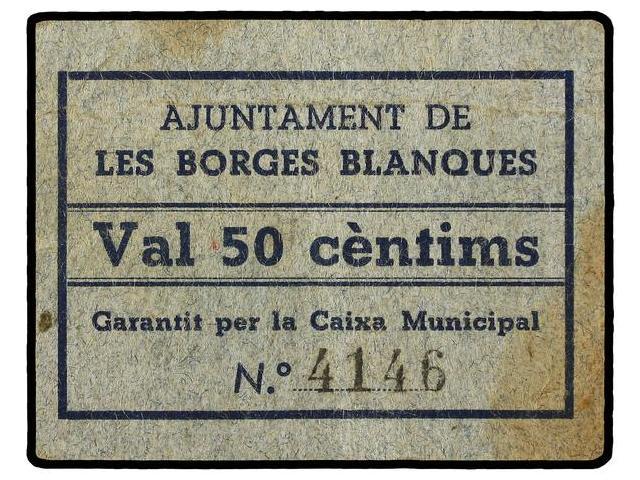 AJUNTAMENT DE
LES BORGES BLANQUES
Val 50 cèntims
Garantit per la Caixa Municipal
N.º 4146